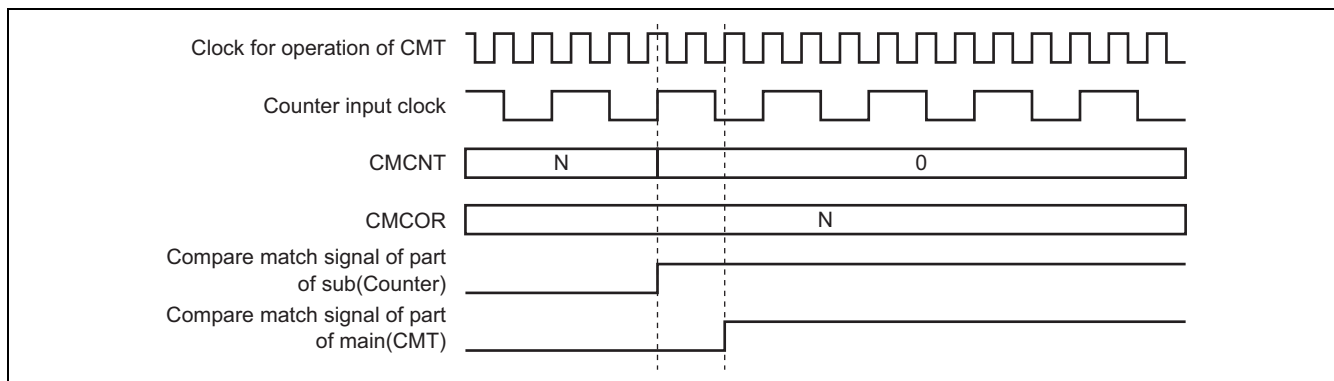 Clock for operation of CMT
Counter input clock
CMCNT N 0
CMCOR N
Compare match signal of part
of sub(Counter)
Compare match signal of part
of main(CMT)